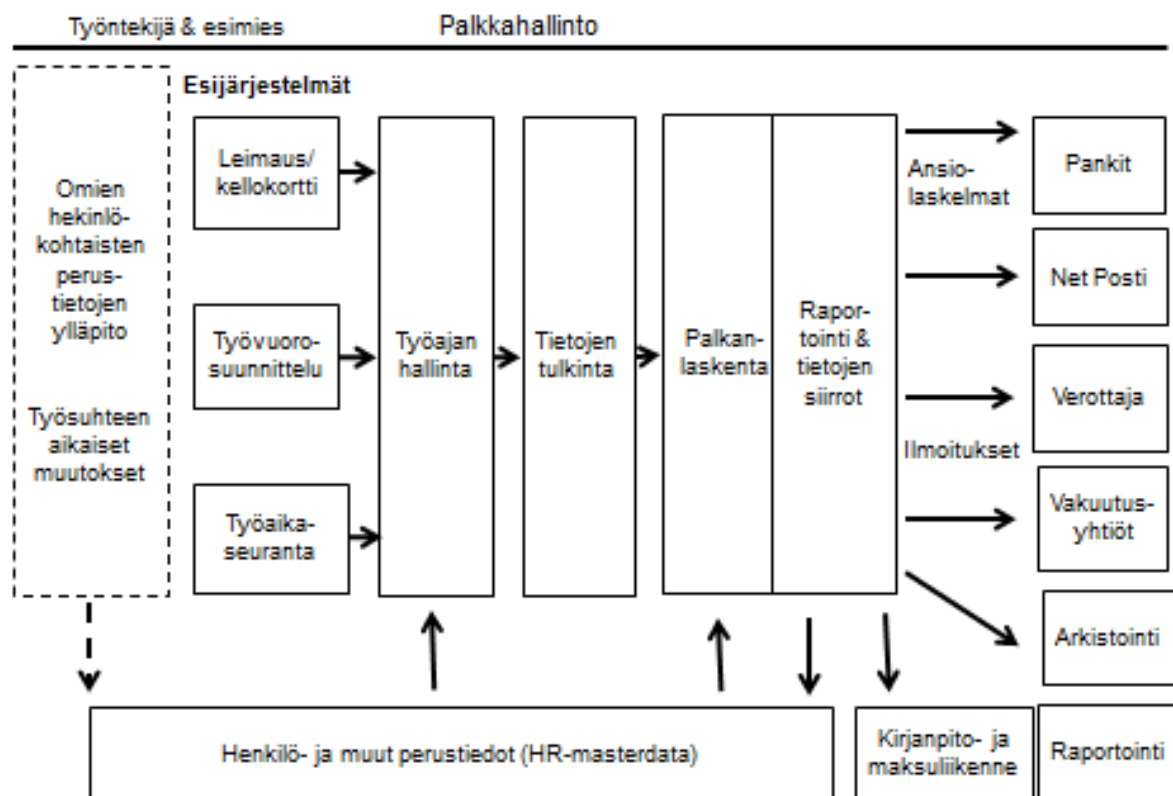 Työntekijä & esimies
Palkkahallinto
Esijärjestelmät
Omien
hekinlö-
kohtaisten
perus-
tietojen
ylläpito
Työsuhteen
aikaiset
muutokset
Leimaus/
kellokortti
Työvuoro-
suunnittelu
Työaika-
seuranta
Työajan
hallinta
Tietojen
tulkinta
Palkan-
laskenta
Rapor-
tointi &
tietojen
siirrot
Ansio-
laskelmat
Ilmoitukset
Pankit
Net Posti
Verottaja
Vakuutus-
yhtiöt
Arkistointi
Henkilö- ja muut perustiedot (HR-masterdata)
Kirjanpito- ja
maksuliikenne
Raportointi